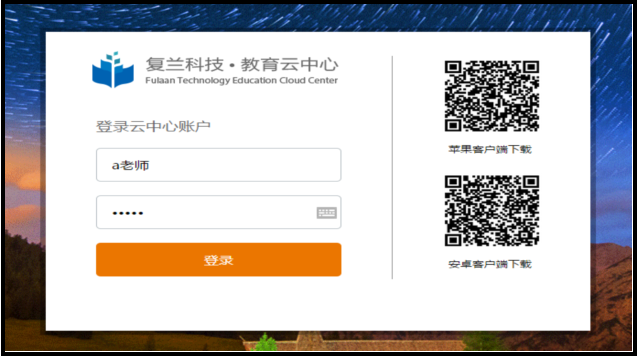 复兰科技·教育云中心
Fulaan Technology Education Cloud Center
登录云中心账户
a老师
•••••
登录
苹果客户端下载
安卓客户端下载